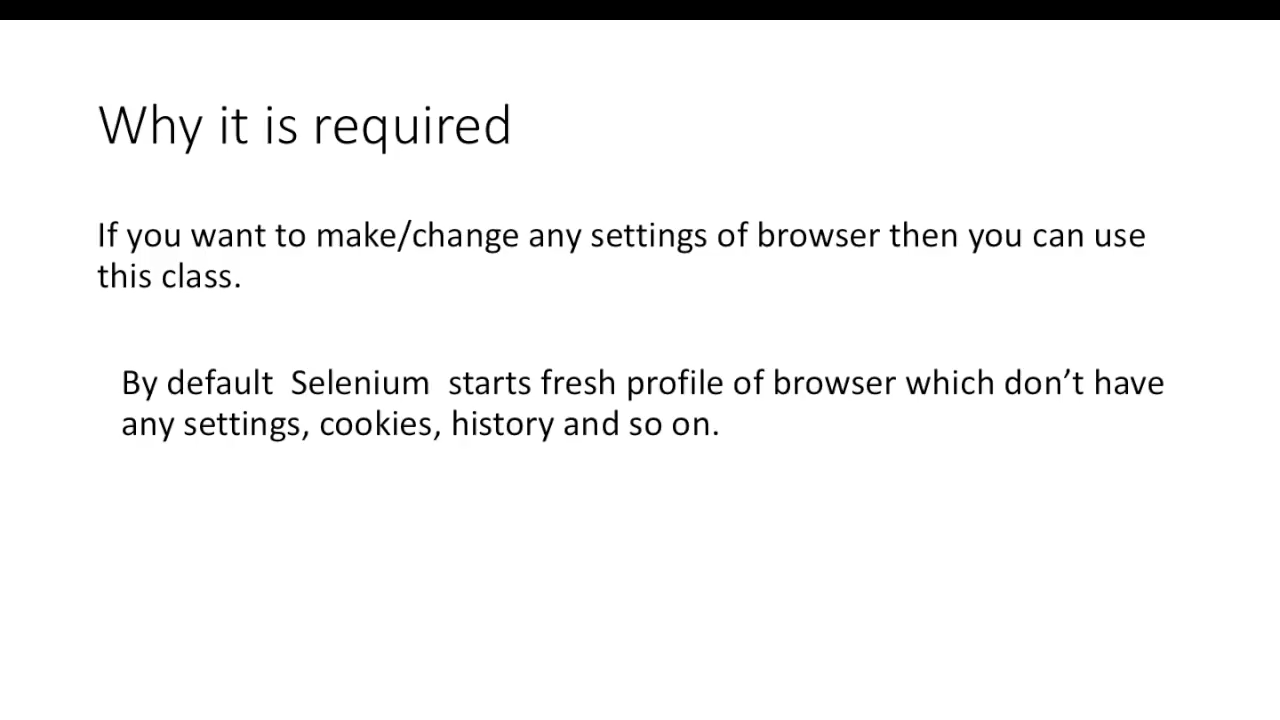 Why it is required
If you want to make/change any settings of browser then you can use
this class.
By default  Selenium  starts fresh profile of browser which don’t have
any settings, cookies, history and so on.